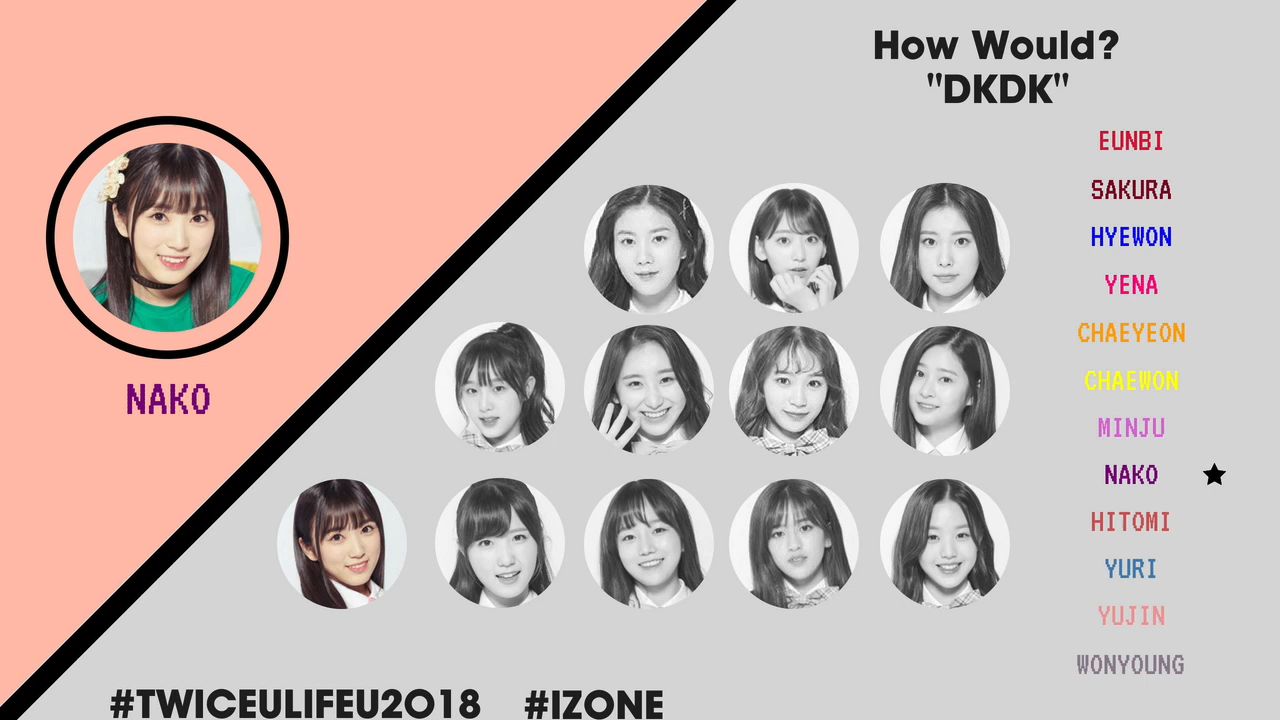 How Would?
"DKDK"
EUNBI
SAKURA
HYEWON
YENA
CHAEYEON
CHAEWON
MINJU
NAKO
NAKO
HITOMI
YURI
YUJIN
WONYOUNG
#TWICEULIFEU2018 #IZONE